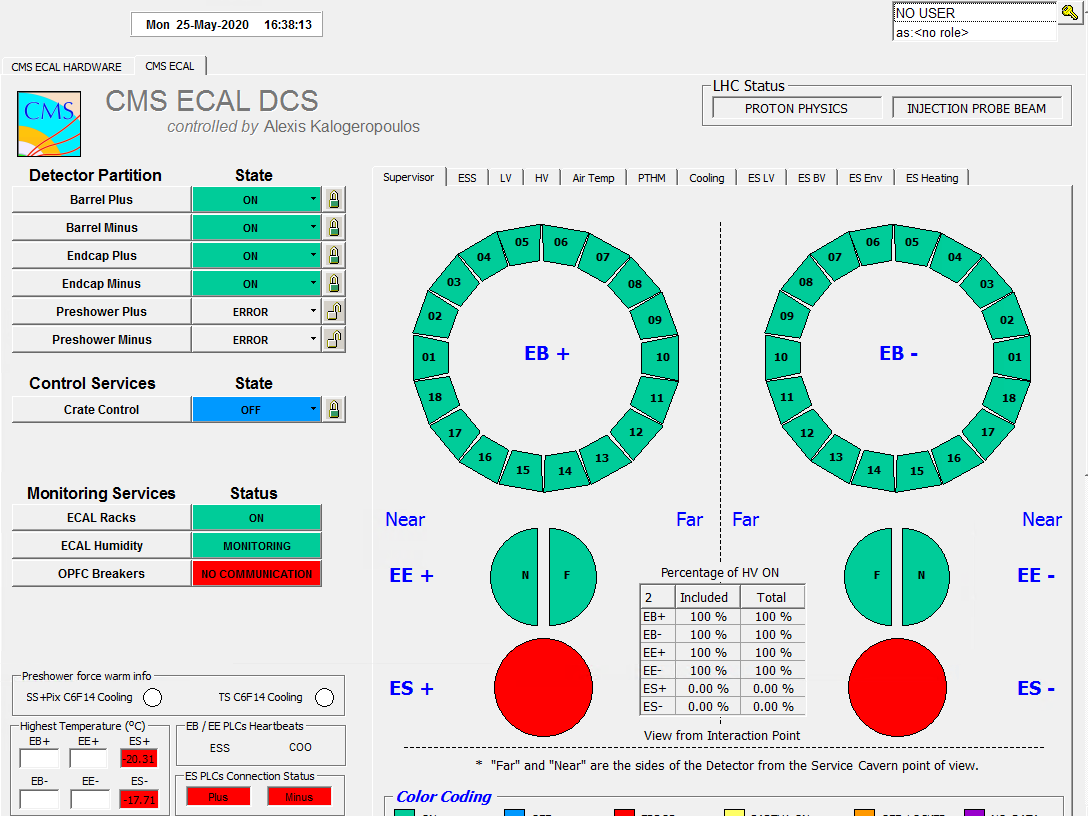 Mon 25-May-2020 16:38:13
NO USER
as:<no role>
CMS ECAL HARDWARE
CMS ECAL
CMS
CMS ECAL DCS
controlled by Alexis Kalogeropoulos
LHC Status
PROTON PHYSICS
INJECTION PROBE BEAM
Detector Partition State
Barrel Plus ON
Barrel Minus ON
Endcap Plus ON
Endcap Minus ON
Preshower Plus ERROR
Preshower Minus ERROR
Control Services State
Crate Control OFF
Monitoring Services Status
ECAL Racks ON
ECAL Humidity MONITORING
OPFC Breakers NO COMMUNICATION
Preshower force warm info
SS+Pix C6F14 Cooling TS C6F14 Cooling
Highest Temperature (ºC)
EB+ EE+ ES+
-20.31
EB- EE- ES-
-17.71
EB / EE PLCs Heartbeats
ESS COO
ES PLCs Connection Status
Plus Minus
Supervisor ESS LV HV Air Temp PTHM Cooling ES LV ES BV ES Env ES Heating
05 06
04 07
03 08
02 09
01 EB + 10
18 11
17 12
16 13
15 14
06 05
07 04
08 03
09 02
10 EB - 01
11 18
12 17
13 16
14 15
Near Far Far Near
EE + N F
F N EE -
ES +
ES -
Percentage of HV ON
2 Included Total
EB+ 100 % 100 %
EB- 100 % 100 %
EE+ 100 % 100 %
EE- 100 % 100 %
ES+ 0.00 % 0.00 %
ES- 0.00 % 0.00 %
View from Interaction Point
* "Far" and "Near" are the sides of the Detector from the Service Cavern point of view.
Color Coding